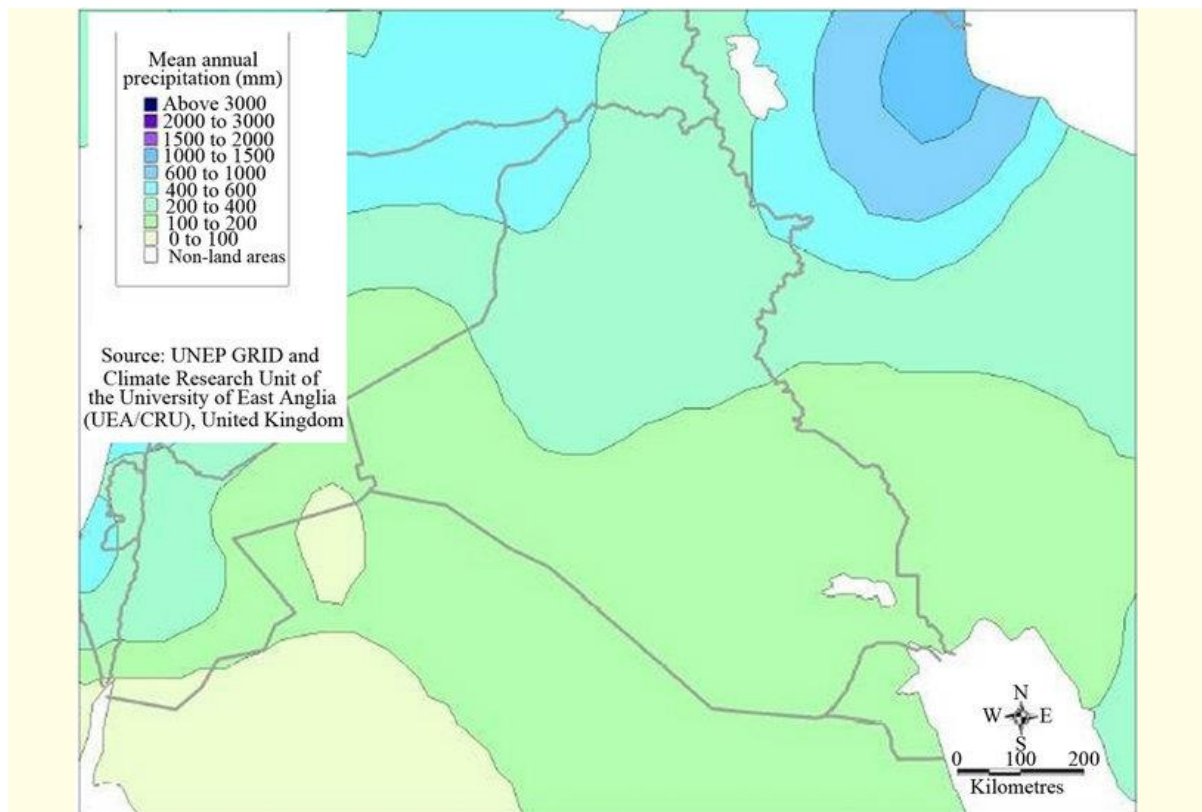 Mean annual
precipitation (mm)
Above 3000
2000 to 3000
1500 to 2000
1000 to 1500
600 to 1000
400 to 600
200 to 400
100 to 200
0 to 100
Non-land areas
Source: UNEP GRID and
Climate Research Unit of
the University of East Anglia
(UEA/CRU), United Kingdom
N
W E
S
0 100 200
Kilometres